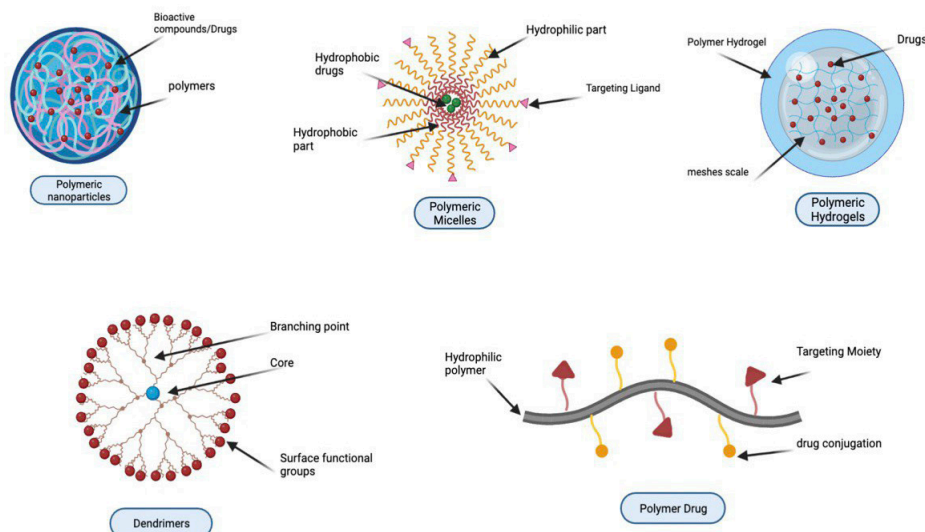 Bioactive
compounds/Drugs
polymers
Polymeric
nanoparticles
Hydrophobic
drugs
Hydrophobic
part
Hydrophilic part
Targeting Ligand
Polymeric
Micelles
Polymer Hydrogel
Drugs
meshes scale
Polymeric
Hydrogels
Branching point
Core
Surface functional
groups
Dendrimers
Hydrophilic
polymer
Targeting Moiety
drug conjugation
Polymer Drug